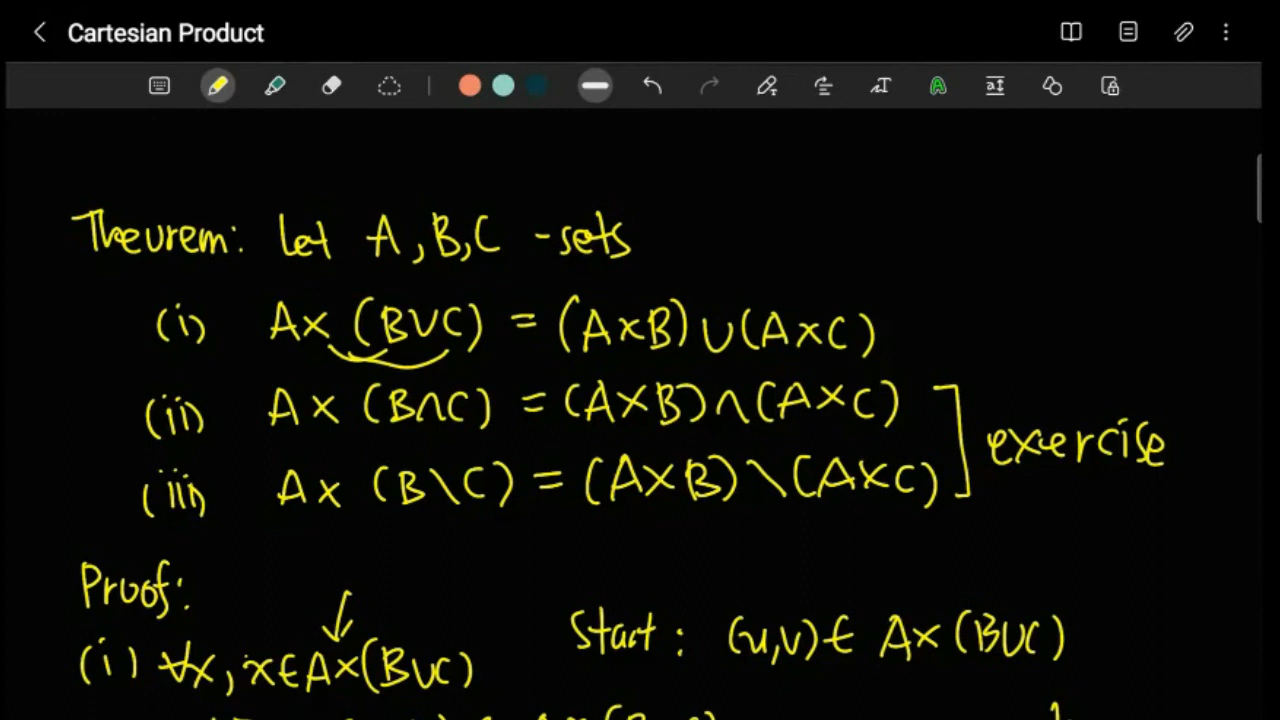 Cartesian Product
Theurem: Let A, B, C - sets
(i) A× (B∪C) = (A×B) ∪ (A×C)
(ii) A × (B∩C) = (A×B) ∩ (A×C)
(iii) A × (B\C) = (A×B) \ (A×C)
exercise
Proof:
(i) ∀x, x∈A×(B∪C)
Start : (u,v) ∈ A× (B∪C)